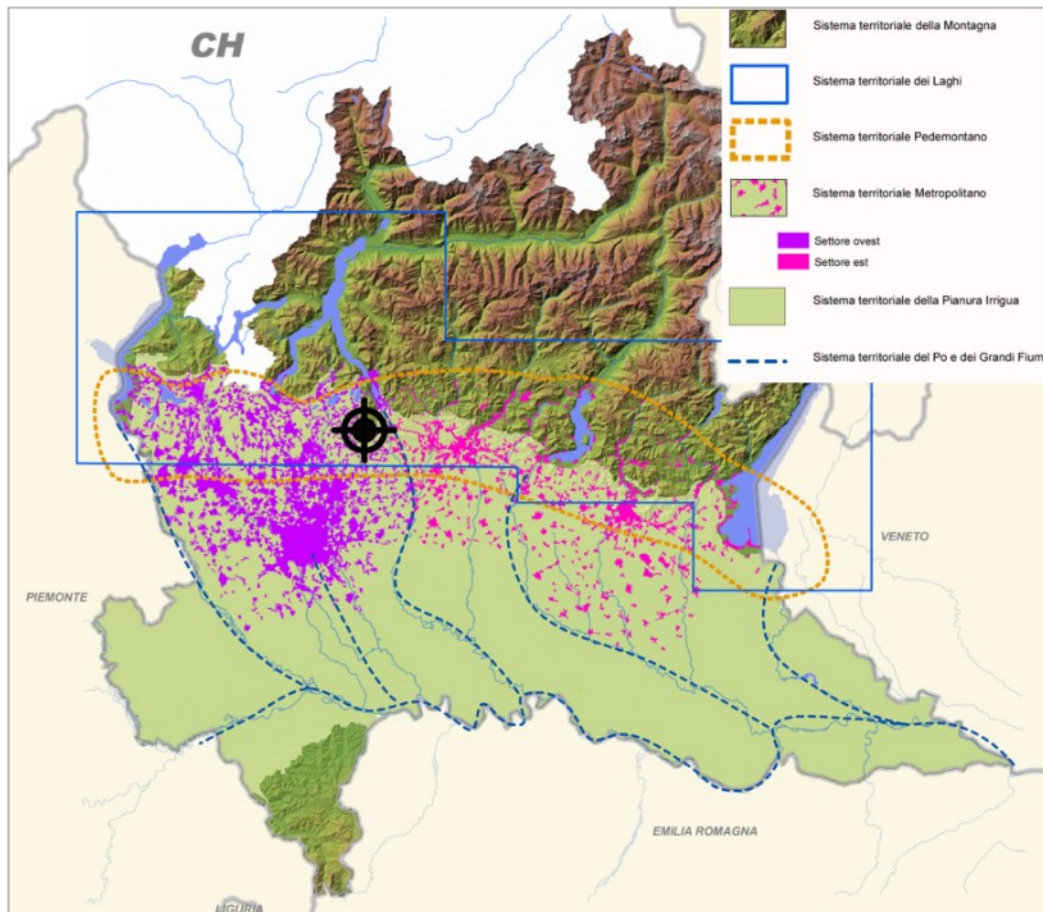 CH
Sistema territoriale della Montagna
Sistema territoriale dei Laghi
Sistema territoriale Pedemontano
Sistema territoriale Metropolitano
Settore ovest
Settore est
Sistema territoriale della Pianura Irrigua
Sistema territoriale del Po e dei Grandi Fium
VENETO
PIEMONTE
EMILIA ROMAGNA
LIGURIA